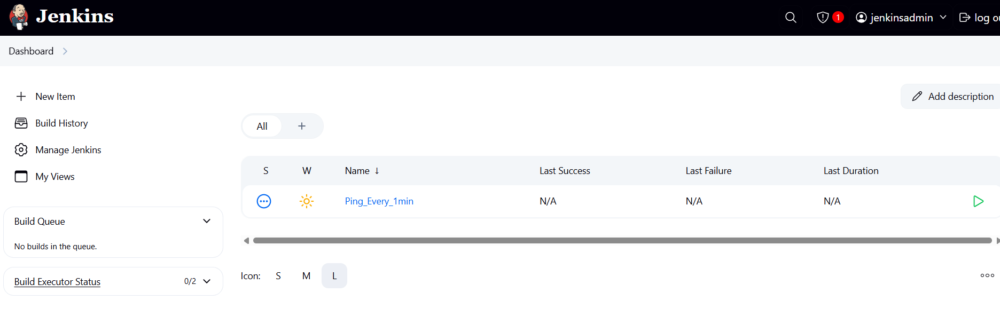 Jenkins
1
jenkinsadmin
log ou
Dashboard
New Item
Add description
Build History
All
+
Manage Jenkins
My Views
S W Name ↓ Last Success Last Failure Last Duration
Ping_Every_1min N/A N/A N/A
Build Queue
No builds in the queue.
Icon: S M L
Build Executor Status 0/2